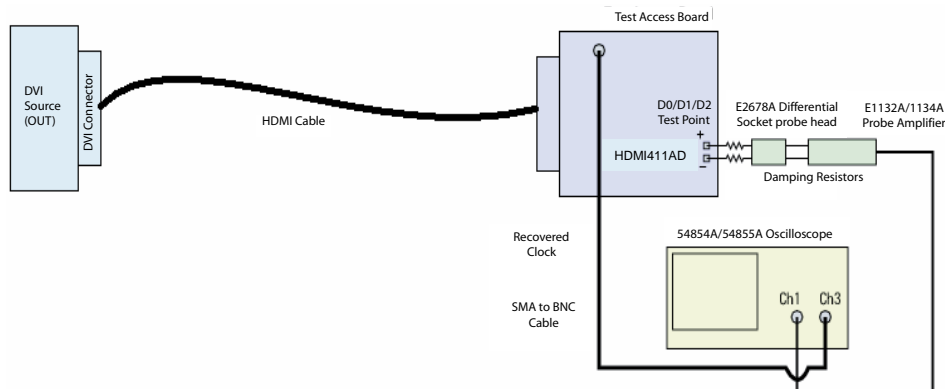 Test Access Board
DVI
Source
(OUT)
DVI Connector
HDMI Cable
D0/D1/D2
Test Point
+
–
HDMI411AD
E2678A Differential
Socket probe head
E1132A/1134A
Probe Amplifier
Damping Resistors
Recovered
Clock
SMA to BNC
Cable
54854A/54855A Oscilloscope
Ch1 Ch3